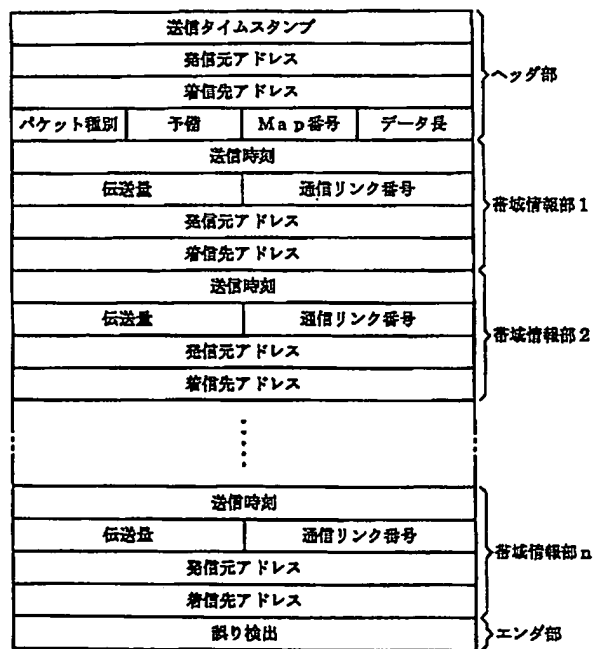 送信タイムスタンプ
発信元アドレス
着信先アドレス
ヘッダ部
パケット種別 予備 Map番号 データ長
送信時刻
伝送量 通信リンク番号
帯域情報部1
発信元アドレス
着信先アドレス
送信時刻
伝送量 通信リンク番号
帯域情報部2
発信元アドレス
着信先アドレス
送信時刻
伝送量 通信リンク番号
帯域情報部n
発信元アドレス
着信先アドレス
誤り検出 エンダ部